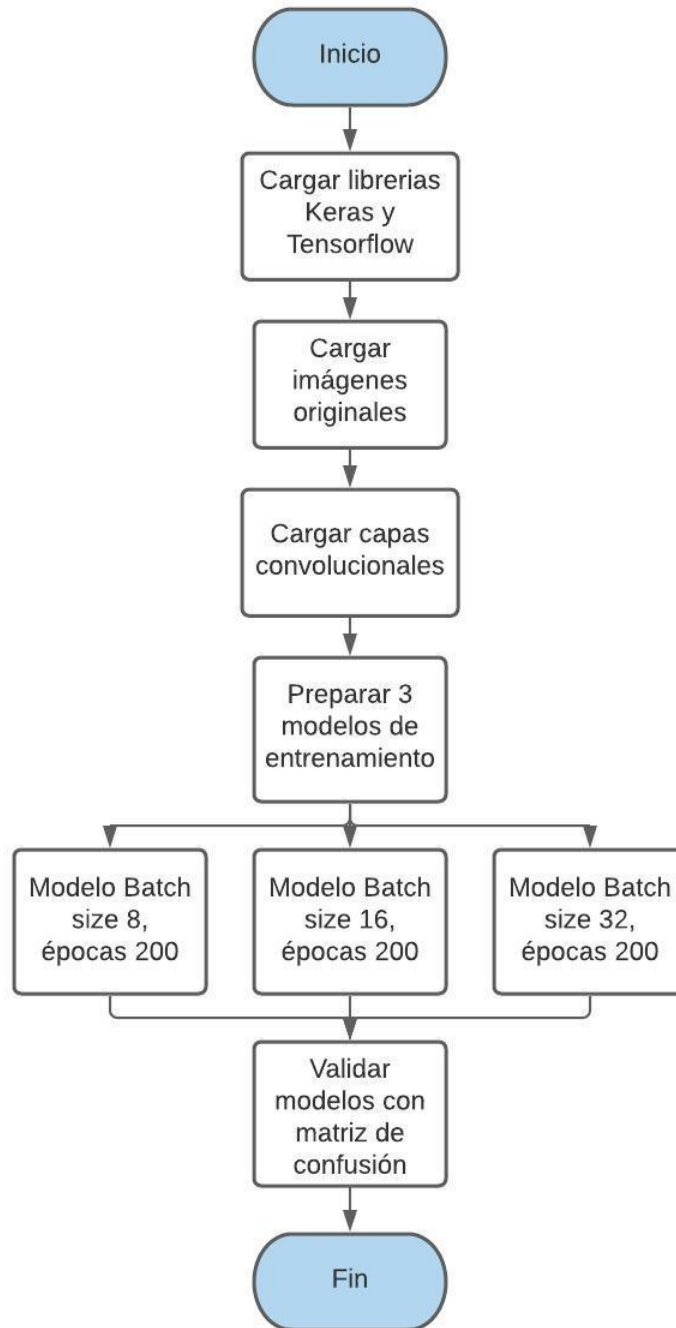 Inicio
Cargar librerias
Keras y
Tensorflow
Cargar
imágenes
originales
Cargar capas
convolucionales
Preparar 3
modelos de
entrenamiento
Modelo Batch
size 8,
épocas 200
Modelo Batch
size 16,
épocas 200
Modelo Batch
size 32,
épocas 200
Validar
modelos con
matriz de
confusión
Fin